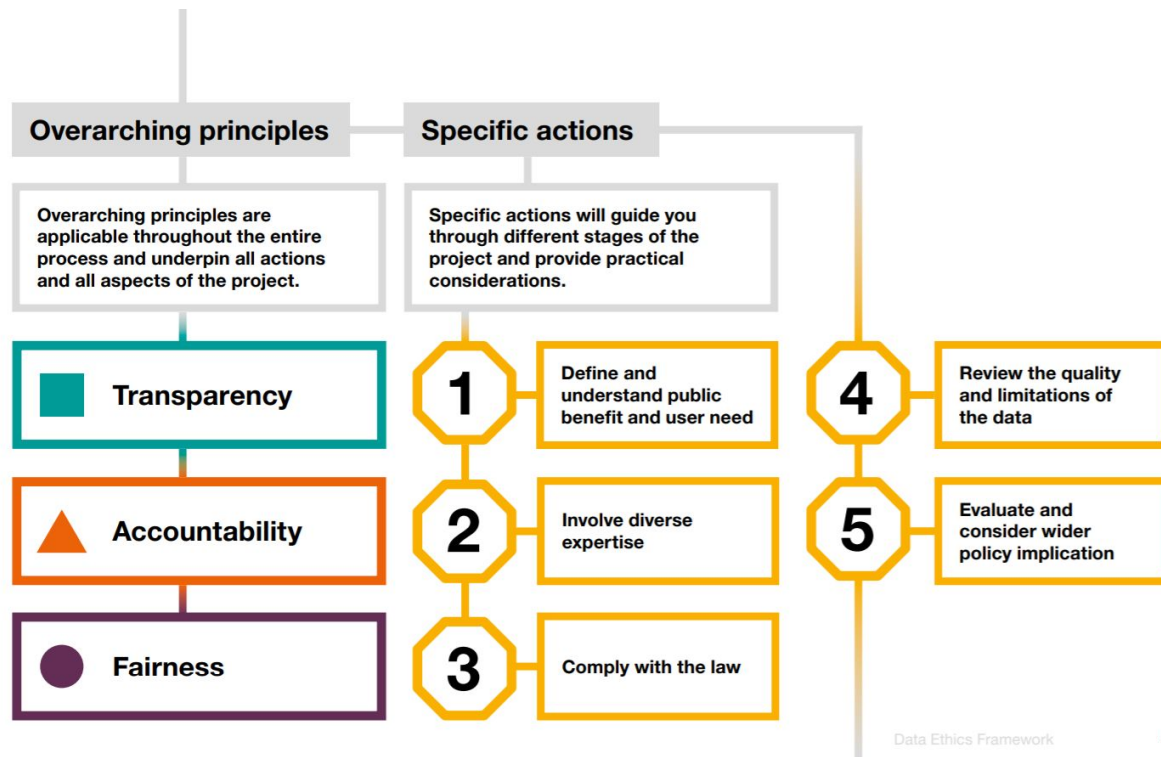 Overarching principles
Specific actions
Overarching principles are
applicable throughout the entire
process and underpin all actions
and all aspects of the project.
Specific actions will guide you
through different stages of the
project and provide practical
considerations.
Transparency
Accountability
Fairness
1
Define and
understand public
benefit and user need
2
Involve diverse
expertise
3
Comply with the law
4
Review the quality
and limitations of
the data
5
Evaluate and
consider wider
policy implication
Data Ethics Framework